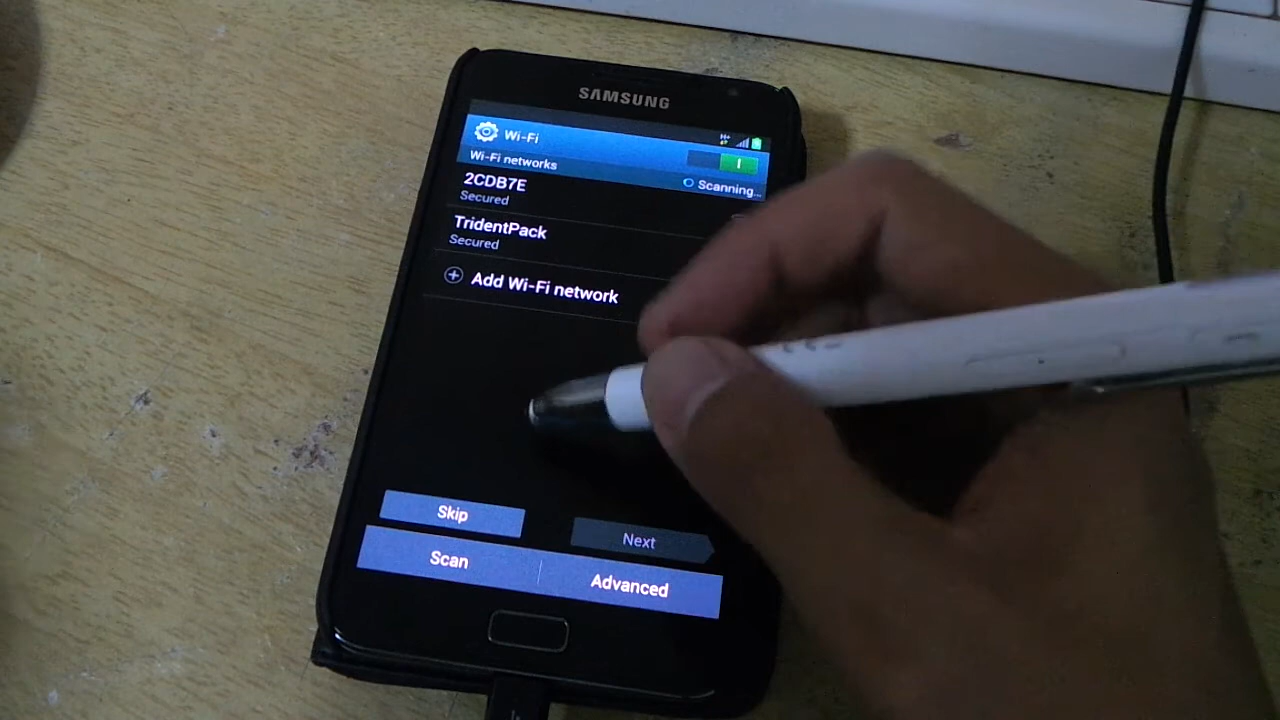 SAMSUNG
H+
Wi-Fi
Wi-Fi networks
Scanning...
2CDB7E
Secured
TridentPack
Secured
Add Wi-Fi network
Skip
Next
Scan
Advanced